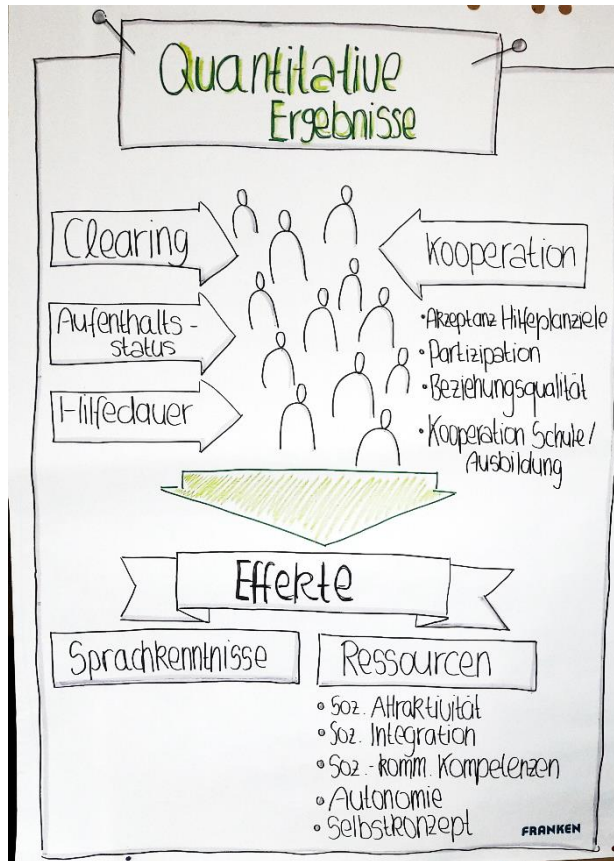 Quantitative
Ergebnisse
Clearing
Aufenthalts-
status
Hilfedauer
Kooperation
• Akzeptanz Hilfeplanziele
• Partizipation
• Beziehungsqualität
• Kooperation Schule/
Ausbildung
Effekte
Sprachkenntnisse
Ressourcen
• Soz. Attraktivität
• Soz. Integration
• Soz.-komm. Kompetenzen
• Autonomie
• Selbstkonzept
FRANKEN